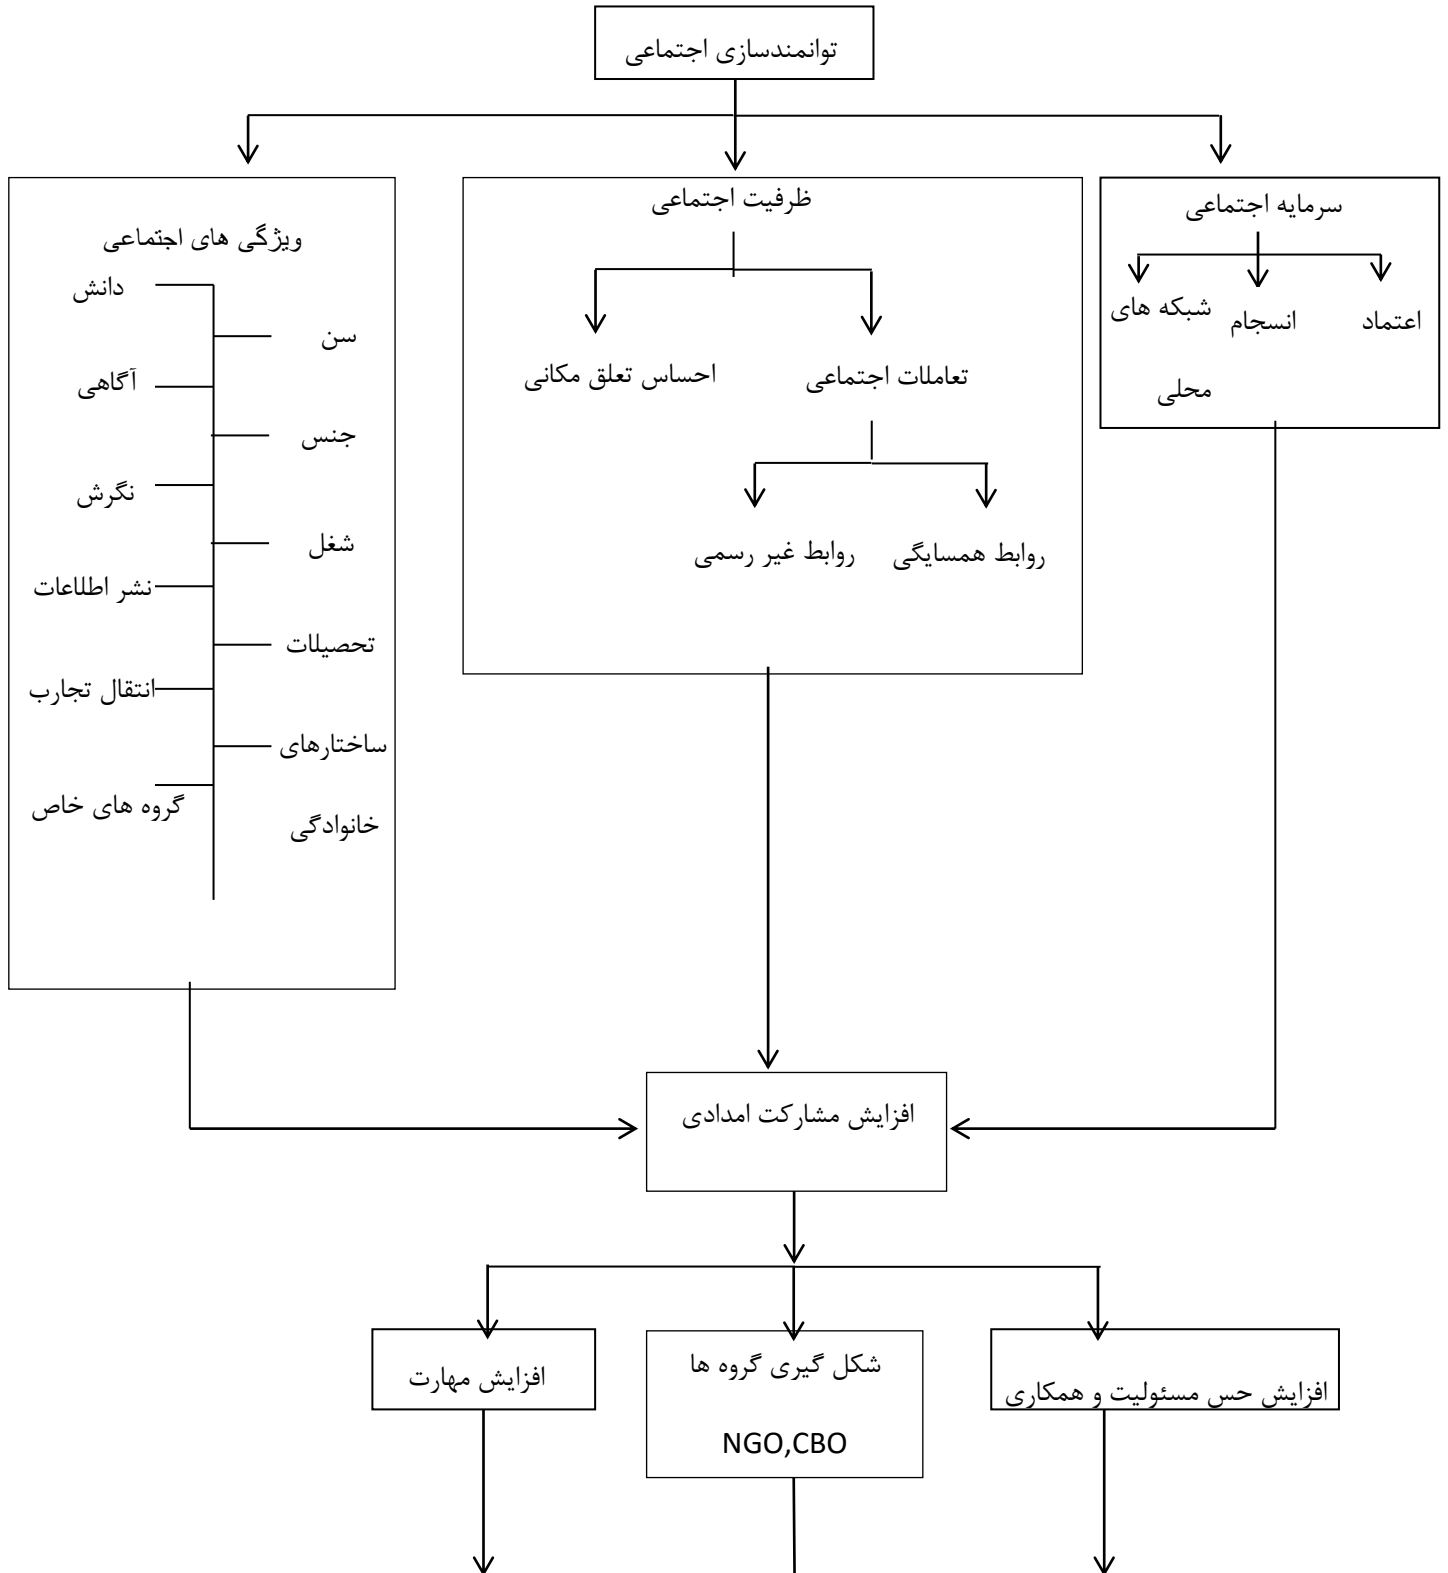 توانمندسازی اجتماعی
سرمایه اجتماعی
اعتماد
انسجام
شبکه های
محلی
ظرفیت اجتماعی
تعاملات اجتماعی
احساس تعلق مکانی
روابط همسایگی
روابط غیر رسمی
ویژگی های اجتماعی
دانش
سن
آگاهی
جنس
نگرش
شغل
نشر اطلاعات
تحصیلات
انتقال تجارب
ساختارهای
خانوادگی
گروه های خاص
افزایش مشارکت امدادی
افزایش حس مسئولیت و همکاری
شکل گیری گروه ها
NGO,CBO
افزایش مهارت